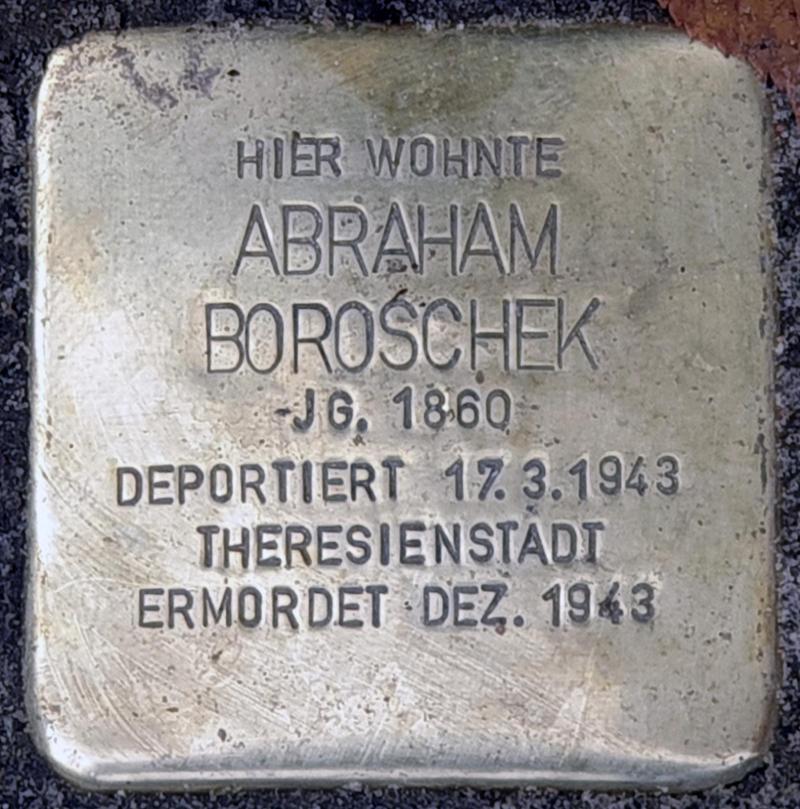 HIER WOHNTE
ABRAHAM
BOROSCHEK
JG. 1860
DEPORTIERT 17.3.1943
THERESIENSTADT
ERMORDET DEZ. 1943